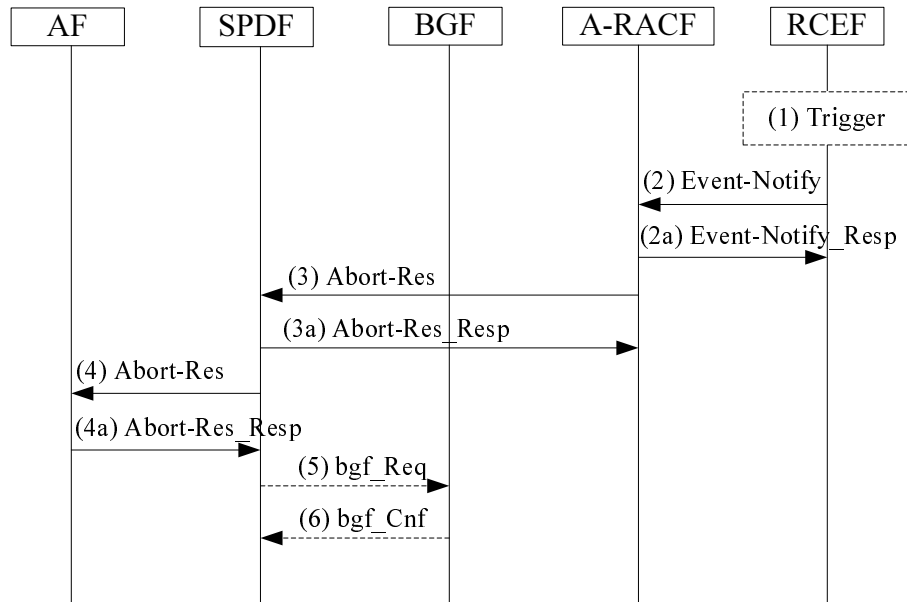 AF
SPDF
BGF
A-RACF
RCEF
(1) Trigger
(2) Event-Notify
(2a) Event-Notify_Resp
(3) Abort-Res
(3a) Abort-Res_Resp
(4) Abort-Res
(4a) Abort-Res_Resp
(5) bgf_Req
(6) bgf_Cnf